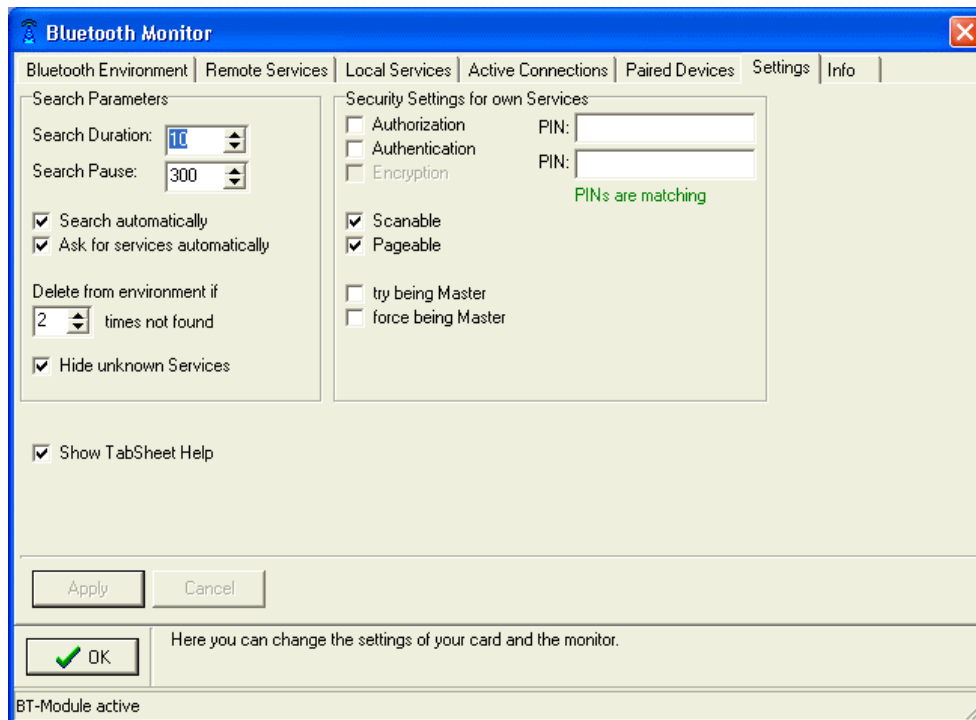 Bluetooth Monitor
Bluetooth Environment Remote Services Local Services Active Connections Paired Devices Settings Info
Search Parameters
Search Duration: 10
Search Pause: 300
Search automatically
Ask for services automatically
Delete from environment if
2 times not found
Hide unknown Services
Security Settings for own Services
Authorization PIN:
Authentication PIN:
Encryption
PINs are matching
Scanable
Pageable
try being Master
force being Master
Show TabSheet Help
Apply Cancel
OK Here you can change the settings of your card and the monitor.
BT-Module active